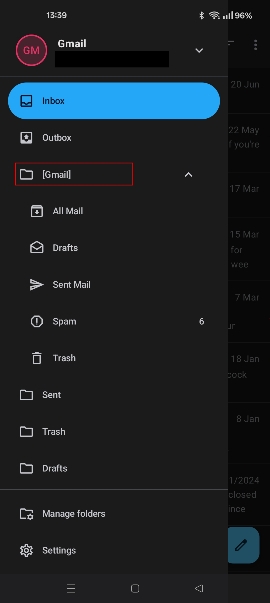 13:39
96%
GM
Gmail
Inbox
20 Jun
Outbox
22 May
f you're
[Gmail]
17 Mar
All Mail
15 Mar
for
wee
Drafts
Sent Mail
7 Mar
Spam
6
ur
Trash
18 Jan
cock
Sent
8 Jan
Trash
Drafts
1/2024
closed
ince
Manage folders
Settings